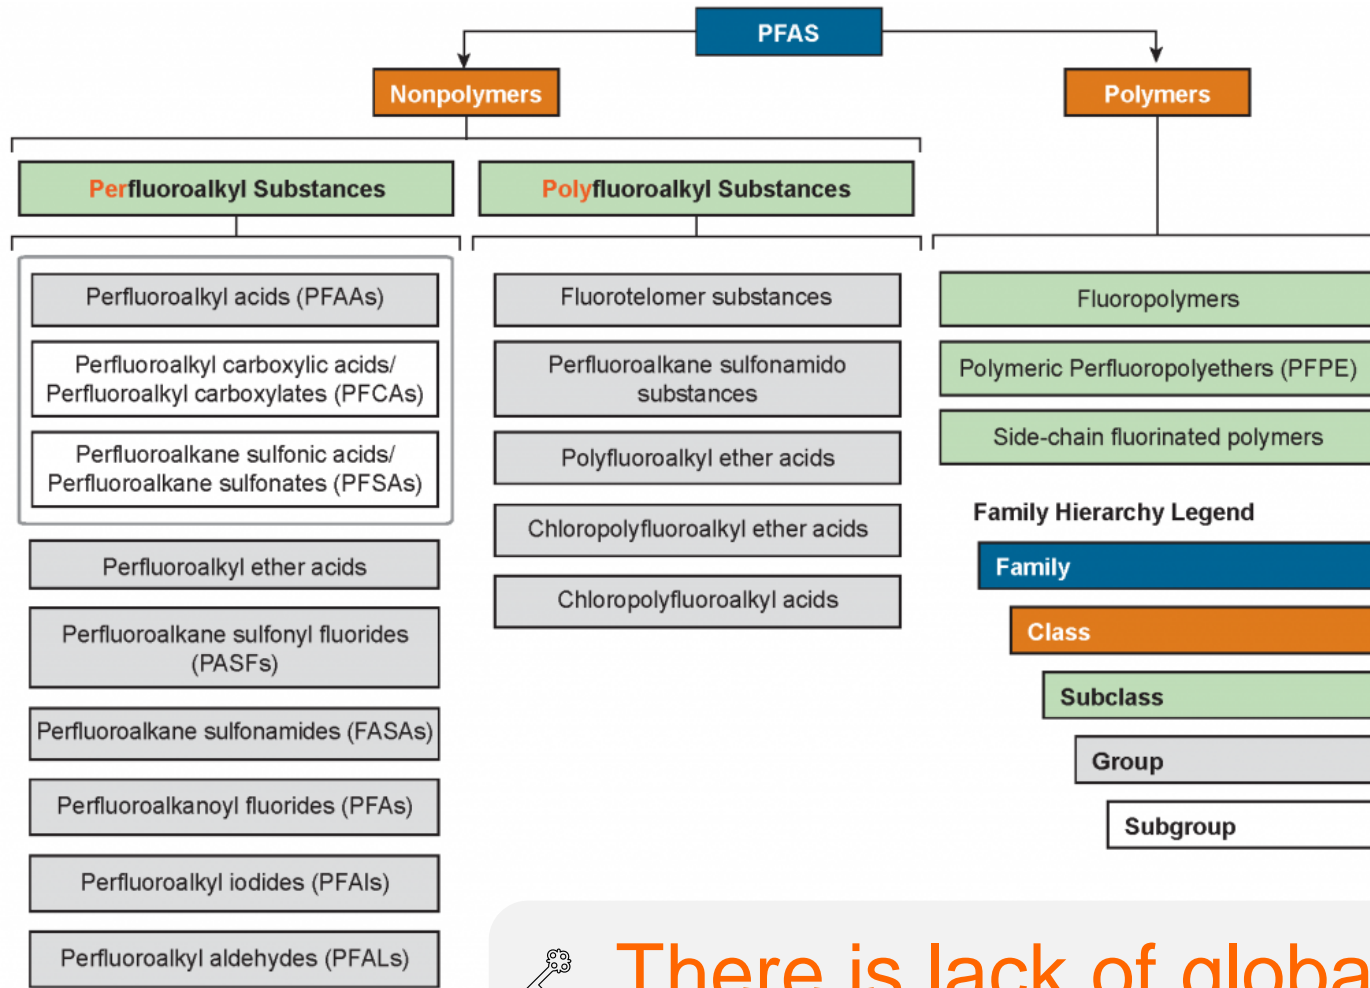 PFAS
Nonpolymers
Polymers
Perfluoroalkyl Substances
Polyfluoroalkyl Substances
Perfluoroalkyl acids (PFAAs)
Perfluoroalkyl carboxylic acids/
Perfluoroalkyl carboxylates (PFCAs)
Perfluoroalkane sulfonic acids/
Perfluoroalkane sulfonates (PFSAs)
Perfluoroalkyl ether acids
Perfluoroalkane sulfonyl fluorides
(PASFs)
Perfluoroalkane sulfonamides (FASAs)
Perfluoroalkanoyl fluorides (PFAs)
Perfluoroalkyl iodides (PFAIs)
Perfluoroalkyl aldehydes (PFALs)
Fluorotelomer substances
Perfluoroalkane sulfonamido
substances
Polyfluoroalkyl ether acids
Chloropolyfluoroalkyl ether acids
Chloropolyfluoroalkyl acids
Fluoropolymers
Polymeric Perfluoropolyethers (PFPE)
Side-chain fluorinated polymers
Family Hierarchy Legend
Family
Class
Subclass
Group
Subgroup
There is lack of globa